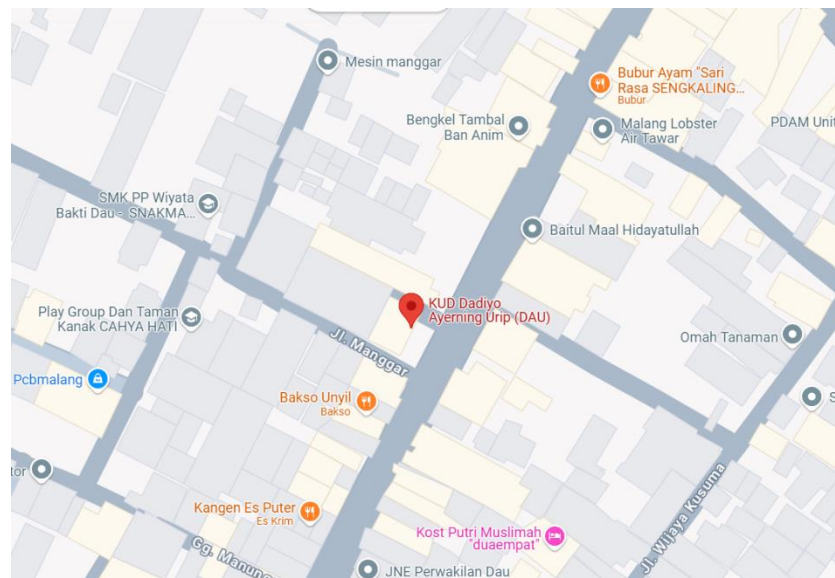 Mesin manggar
Bubur Ayam "Sari
Rasa SENGKALING...
Bubur
Bengkel Tambal
Ban Anim
Malang Lobster
Air Tawar
PDAM Unit
SMK PP Wiyata
Bakti Dau - SNAKMA...
Baitul Maal Hidayatullah
KUD Dadiyo
Ayerning Urip (DAU)
Play Group Dan Taman
Kanak CAHYA HATI
Jl. Manggar
Omah Tanaman
Pcbmalang
Bakso Unyil
Bakso
S
tor
Kangen Es Puter
Es Krim
Kost Putri Muslimah
"duaempat"
Jl. Wijaya Kusuma
Gg. Manung
JNE Perwakilan Dau